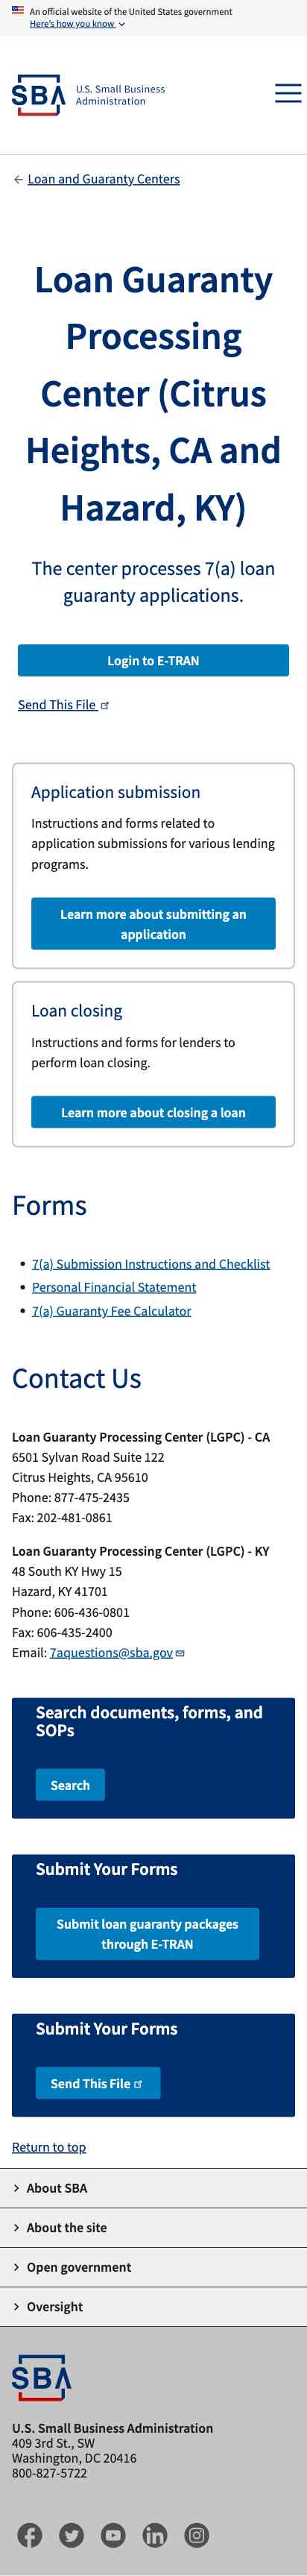 An official website of the United States government
Here's how you know
SBA
U.S. Small Business
Administration
Loan and Guaranty Centers
Loan Guaranty
Processing
Center (Citrus
Heights, CA and
Hazard, KY)
The center processes 7(a) loan
guaranty applications.
Login to E-TRAN
Send This File
Application submission
Instructions and forms related to
application submissions for various lending
programs.
Learn more about submitting an
application
Loan closing
Instructions and forms for lenders to
perform loan closing.
Learn more about closing a loan
Forms
7(a) Submission Instructions and Checklist
Personal Financial Statement
7(a) Guaranty Fee Calculator
Contact Us
Loan Guaranty Processing Center (LGPC) - CA
6501 Sylvan Road Suite 122
Citrus Heights, CA 95610
Phone: 877-475-2435
Fax: 202-481-0861
Loan Guaranty Processing Center (LGPC) - KY
48 South KY Hwy 15
Hazard, KY 41701
Phone: 606-436-0801
Fax: 606-435-2400
Email: 7aquestions@sba.gov
Search documents, forms, and
SOPs
Search
Submit Your Forms
Submit loan guaranty packages
through E-TRAN
Submit Your Forms
Send This File
Return to top
About SBA
About the site
Open government
Oversight
SBA
U.S. Small Business Administration
409 3rd St., SW
Washington, DC 20416
800-827-5722